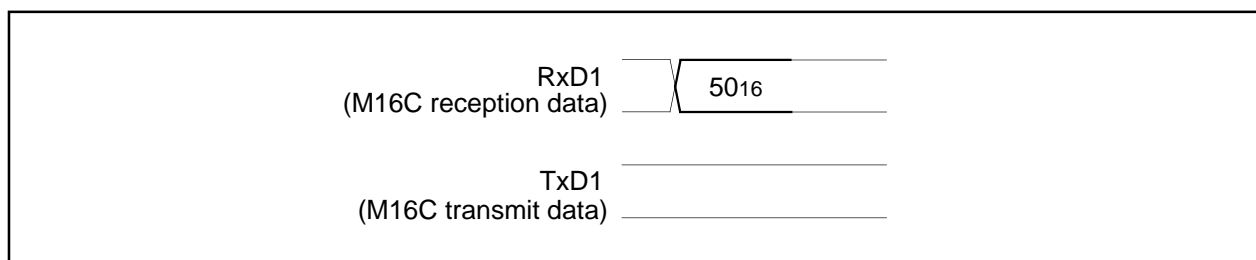 RxD1
(M16C reception data)
5016
TxD1
(M16C transmit data)